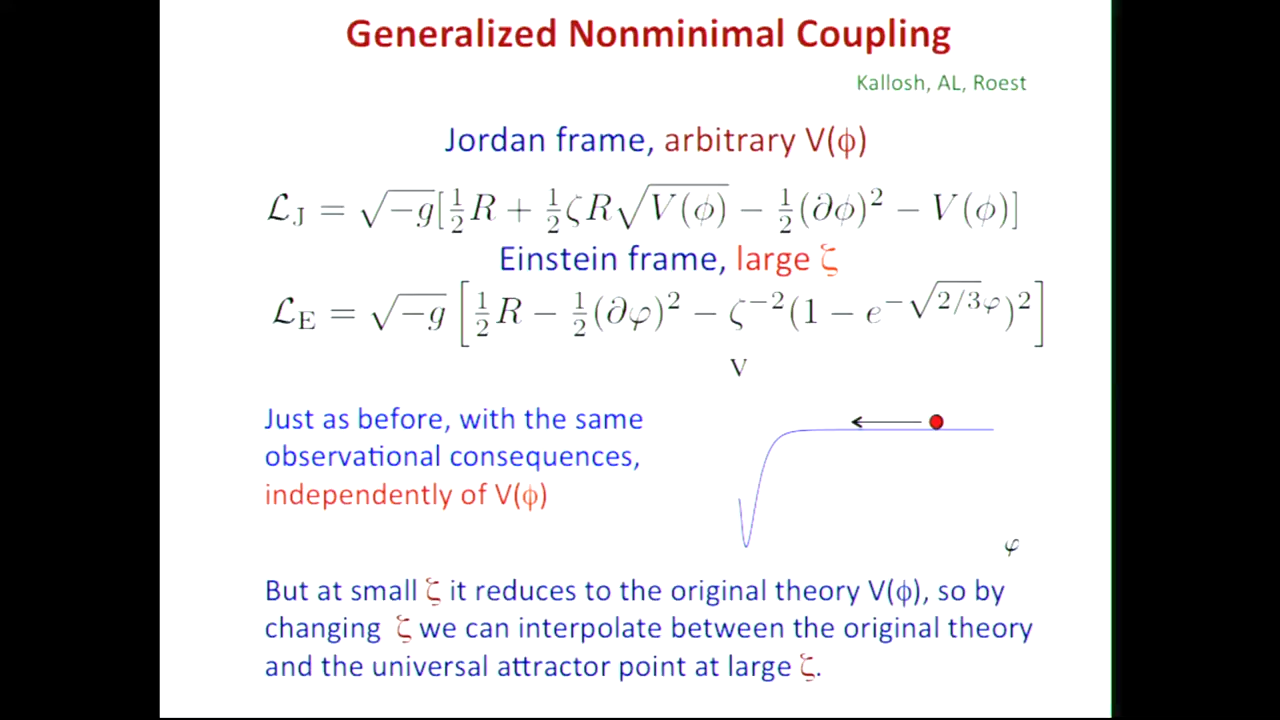 Generalized Nonminimal Coupling
Kallosh, AL, Roest
Jordan frame, arbitrary V(ϕ)
ℒ_J = √−g[½R + ½ζR√V(ϕ) − ½(∂ϕ)² − V(ϕ)]
Einstein frame, large ζ
ℒ_E = √−g [½R − ½(∂φ)² − ζ⁻²(1 − e^{−√2/3φ})²]
V
Just as before, with the same
observational consequences,
independently of V(ϕ)
φ
But at small ζ it reduces to the original theory V(ϕ), so by
changing ζ we can interpolate between the original theory
and the universal attractor point at large ζ.